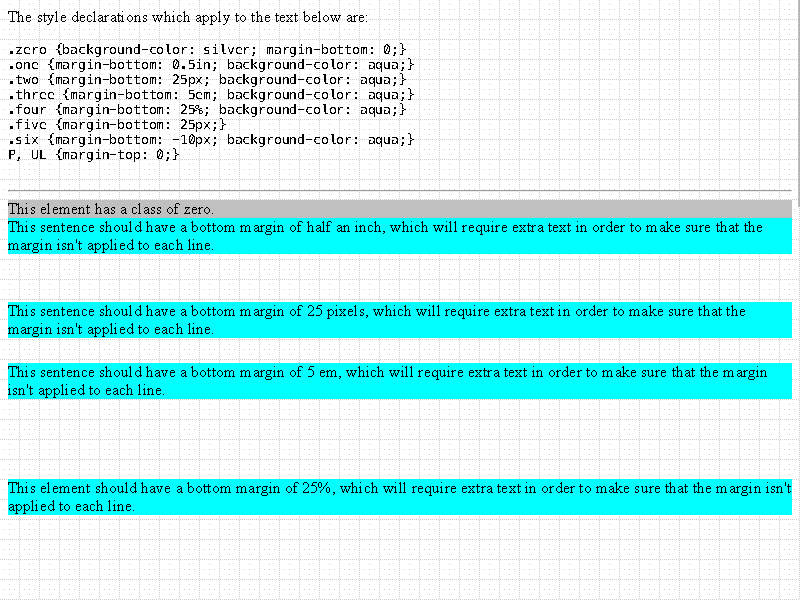 The style declarations which apply to the text below are:
.zero {background-color: silver; margin-bottom: 0;}
.one {margin-bottom: 0.5in; background-color: aqua;}
.two {margin-bottom: 25px; background-color: aqua;}
.three {margin-bottom: 5em; background-color: aqua;}
.four {margin-bottom: 25%; background-color: aqua;}
.five {margin-bottom: 25px;}
.six {margin-bottom: -10px; background-color: aqua;}
P, UL {margin-top: 0;}
This element has a class of zero.
This sentence should have a bottom margin of half an inch, which will require extra text in order to make sure that the
margin isn't applied to each line.
This sentence should have a bottom margin of 25 pixels, which will require extra text in order to make sure that the
margin isn't applied to each line.
This sentence should have a bottom margin of 5 em, which will require extra text in order to make sure that the margin
isn't applied to each line.
This element should have a bottom margin of 25%, which will require extra text in order to make sure that the margin isn't
applied to each line.